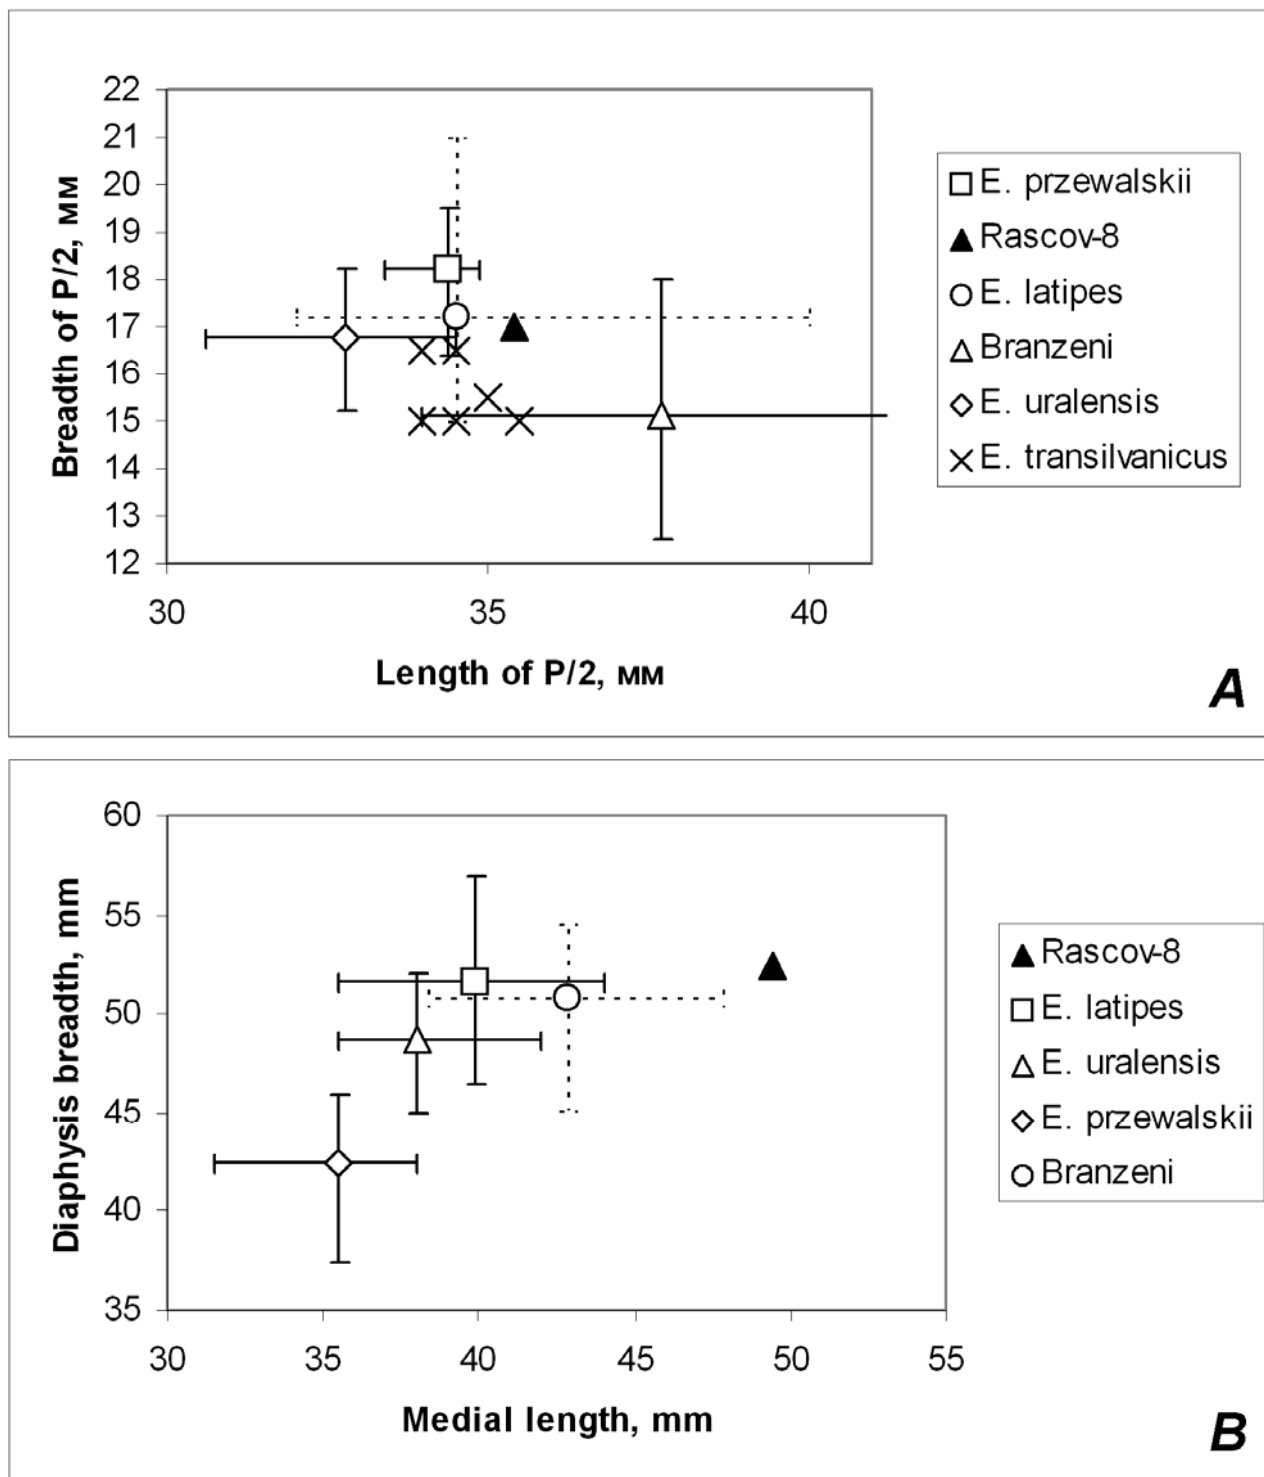 22
21
20
19
18
17
16
15
14
13
12
Breadth of P/2, мм
30 35 40
Length of P/2, мм
E. przewalskii
Rascov-8
E. latipes
Branzeni
E. uralensis
E. transilvanicus
A
60
55
50
45
40
35
Diaphysis breadth, mm
30 35 40 45 50 55
Medial length, mm
Rascov-8
E. latipes
E. uralensis
E. przewalskii
Branzeni
B